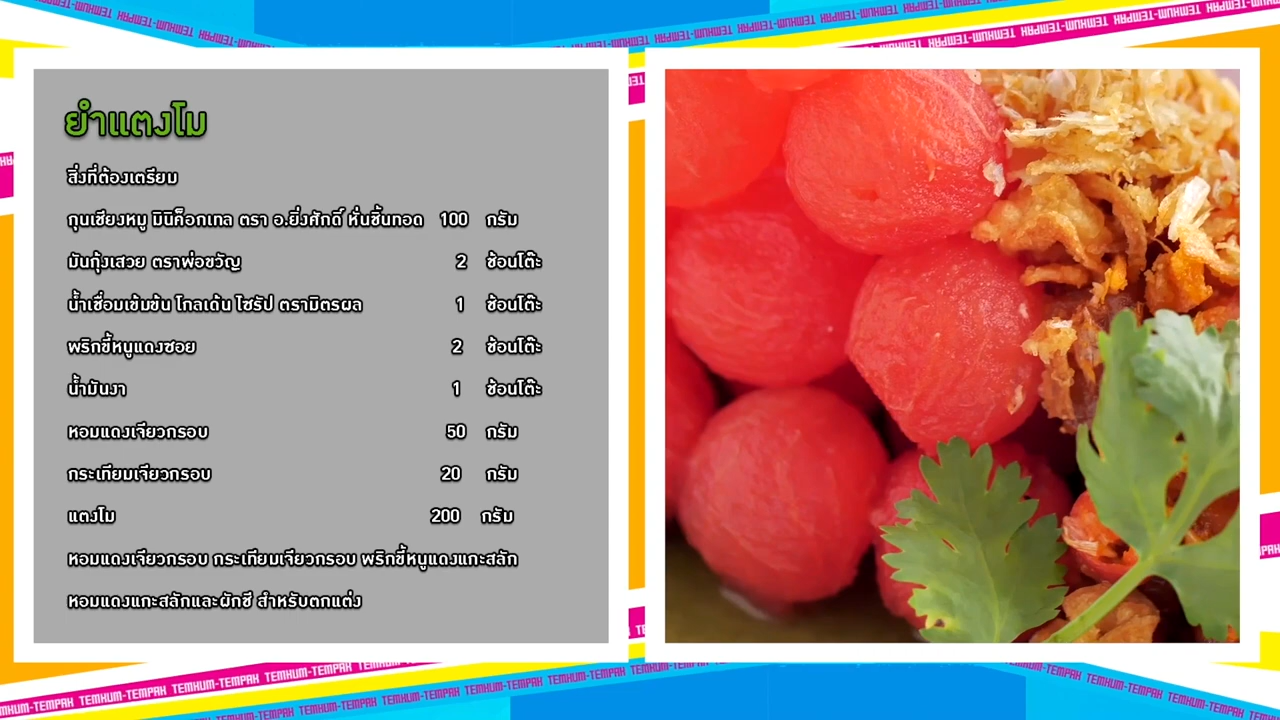 ยำแตงโม
สิ่งที่ต้องเตรียม
กุนเชียงหมู มินิค็อกเทล ตรา อ.ยิ่งศักดิ์ หั่นชิ้นทอด 100 กรัม
มันกุ้งเสวย ตราพ่อขวัญ 2 ช้อนโต๊ะ
น้ำเชื่อมเข้มข้น โกลเด้น ไซรัป ตรามิตรผล 1 ช้อนโต๊ะ
พริกขี้หนูแดงซอย 2 ช้อนโต๊ะ
น้ำมันงา 1 ช้อนโต๊ะ
หอมแดงเจียวกรอบ 50 กรัม
กระเทียมเจียวกรอบ 20 กรัม
แตงโม 200 กรัม
หอมแดงเจียวกรอบ กระเทียมเจียวกรอบ พริกขี้หนูแดงแกะสลัก
หอมแดงแกะสลักและผักชี สำหรับตกแต่ง
TEMHUM-TEMPAK TEMHUM-TEMPAK TEMHUM-TEMPAK TEMHUM-TEMPAK TEMHUM-TEMPAK